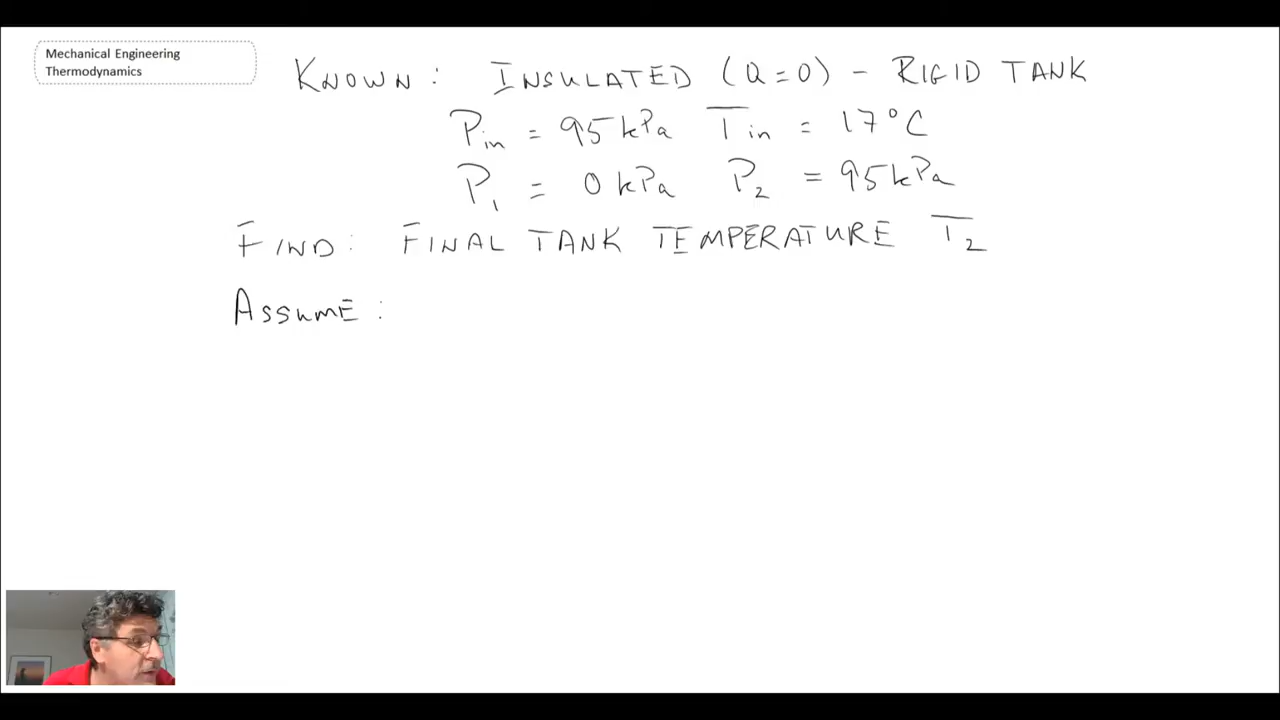 Mechanical Engineering
Thermodynamics
KNOWN: INSULATED (Q=0) - RIGID TANK
Pin = 95 kPa Tin = 17°C
P1 = 0 kPa P2 = 95 kPa
FIND: FINAL TANK TEMPERATURE T2
ASSUME: